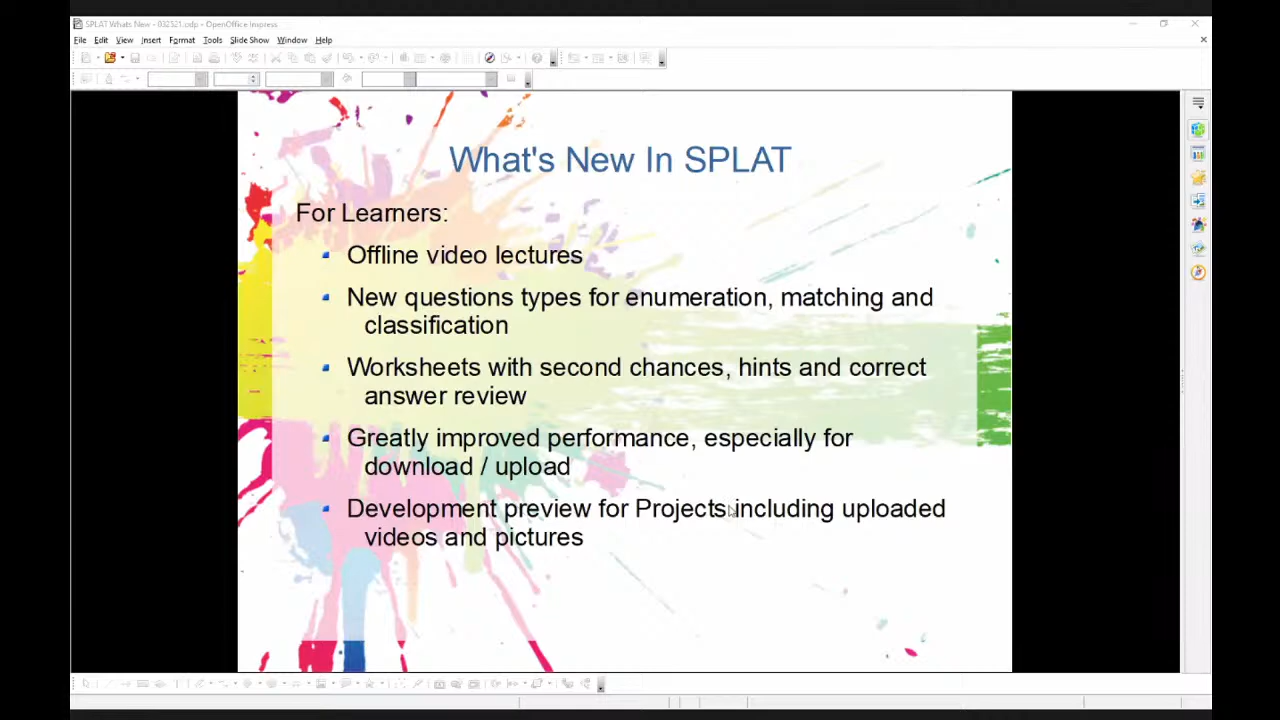 SPLAT Whats New - 032521.odp - OpenOffice Impress
File Edit View Insert Format Tools Slide Show Window Help
What's New In SPLAT
For Learners:
Offline video lectures
New questions types for enumeration, matching and
classification
Worksheets with second chances, hints and correct
answer review
Greatly improved performance, especially for
download / upload
Development preview for Projects including uploaded
videos and pictures